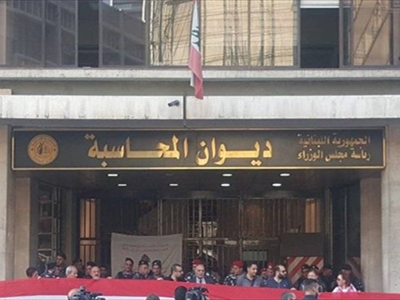 الجمهورية اللبنانية
رئاسة مجلس الوزراء
ديوان المحاسبة